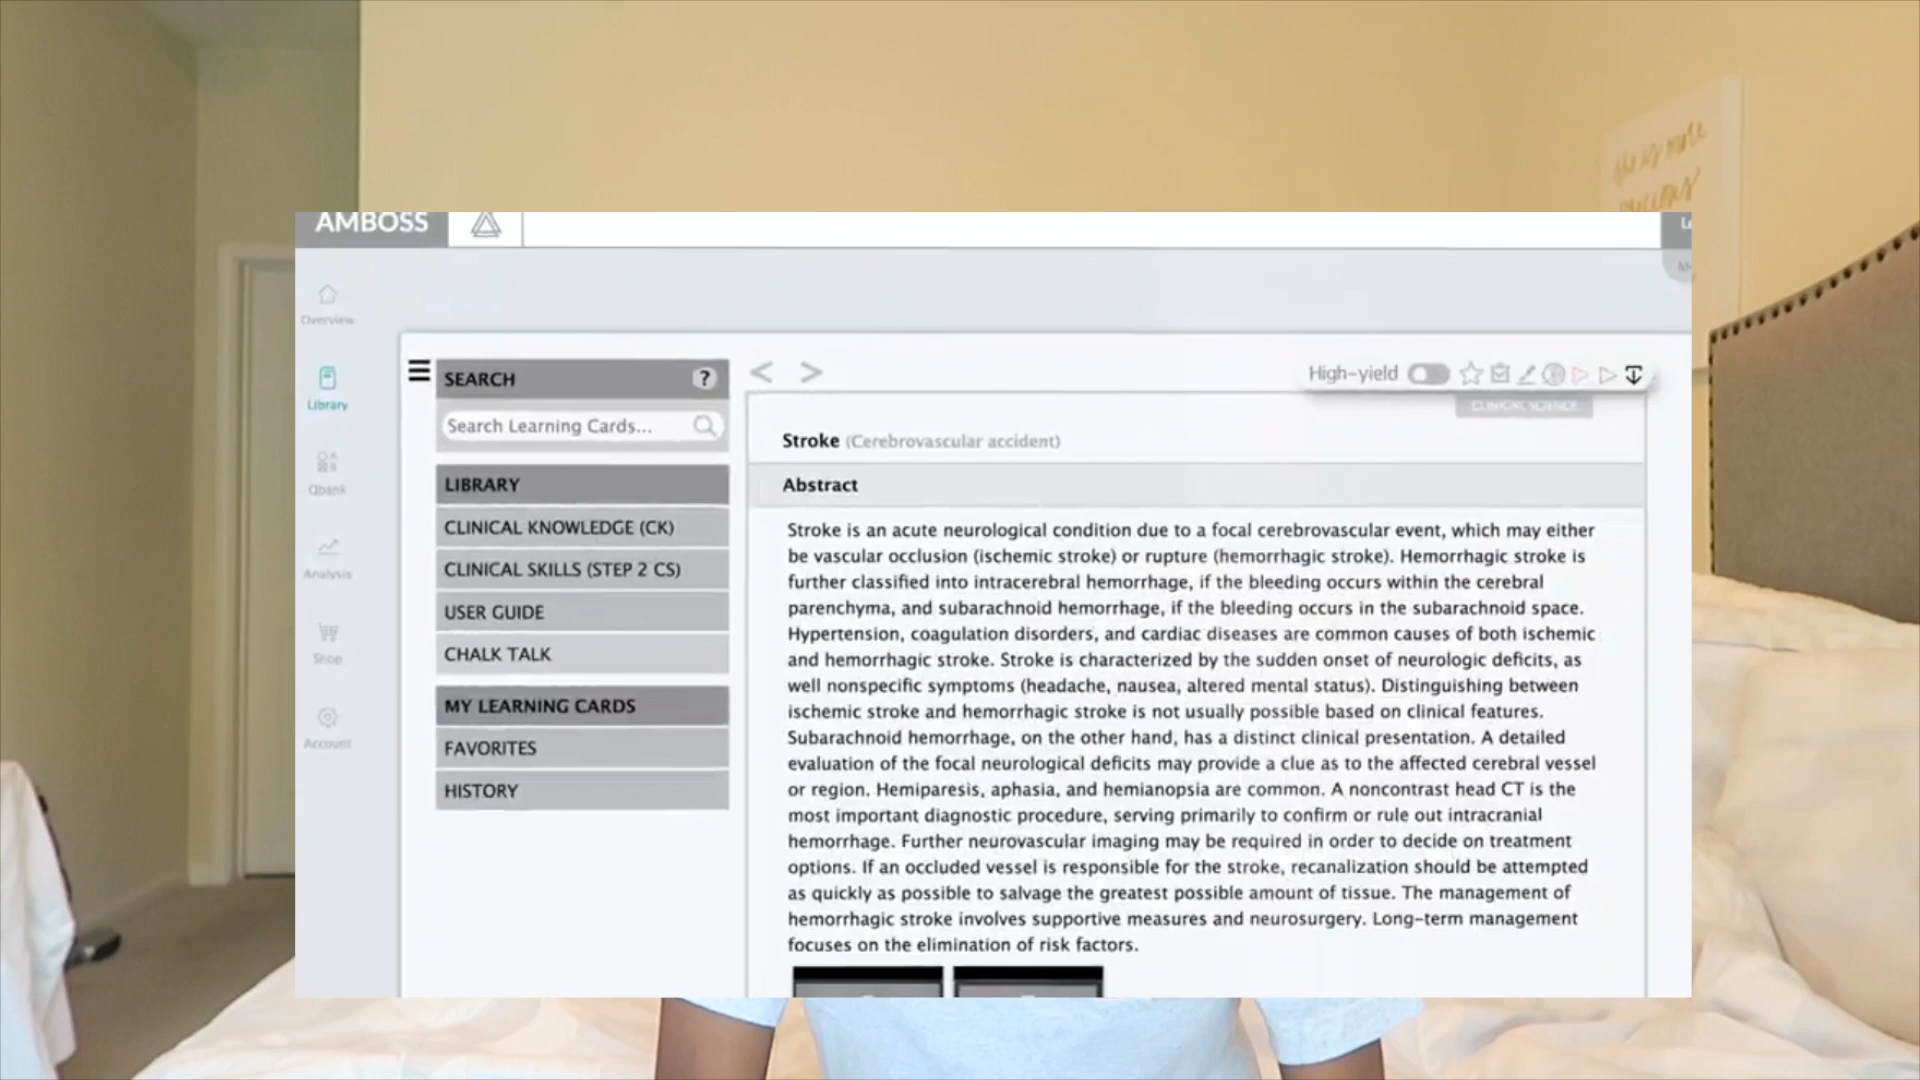 she is more
precious
AMBOSS
Overview
Library
Qbank
Analysis
Shop
Account
SEARCH ?
Search Learning Cards...
LIBRARY
CLINICAL KNOWLEDGE (CK)
CLINICAL SKILLS (STEP 2 CS)
USER GUIDE
CHALK TALK
MY LEARNING CARDS
FAVORITES
HISTORY
High-yield
CLINICAL SCIENCE
Stroke (Cerebrovascular accident)
Abstract
Stroke is an acute neurological condition due to a focal cerebrovascular event, which may either
be vascular occlusion (ischemic stroke) or rupture (hemorrhagic stroke). Hemorrhagic stroke is
further classified into intracerebral hemorrhage, if the bleeding occurs within the cerebral
parenchyma, and subarachnoid hemorrhage, if the bleeding occurs in the subarachnoid space.
Hypertension, coagulation disorders, and cardiac diseases are common causes of both ischemic
and hemorrhagic stroke. Stroke is characterized by the sudden onset of neurologic deficits, as
well nonspecific symptoms (headache, nausea, altered mental status). Distinguishing between
ischemic stroke and hemorrhagic stroke is not usually possible based on clinical features.
Subarachnoid hemorrhage, on the other hand, has a distinct clinical presentation. A detailed
evaluation of the focal neurological deficits may provide a clue as to the affected cerebral vessel
or region. Hemiparesis, aphasia, and hemianopsia are common. A noncontrast head CT is the
most important diagnostic procedure, serving primarily to confirm or rule out intracranial
hemorrhage. Further neurovascular imaging may be required in order to decide on treatment
options. If an occluded vessel is responsible for the stroke, recanalization should be attempted
as quickly as possible to salvage the greatest possible amount of tissue. The management of
hemorrhagic stroke involves supportive measures and neurosurgery. Long-term management
focuses on the elimination of risk factors.